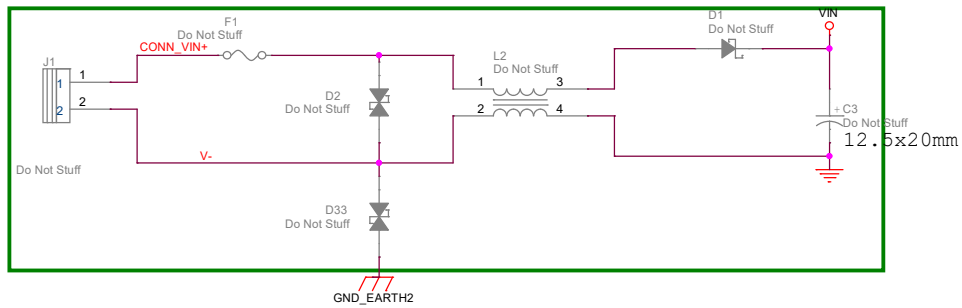 D1
Do Not Stuff
VIN
F1
Do Not Stuff
CONN_VIN+
J1
1
1
2
2
Do Not Stuff
D2
Do Not Stuff
L2
Do Not Stuff
1
3
2
4
+ C3
Do Not Stuff
12.5x20mm
V-
D33
Do Not Stuff
GND_EARTH2